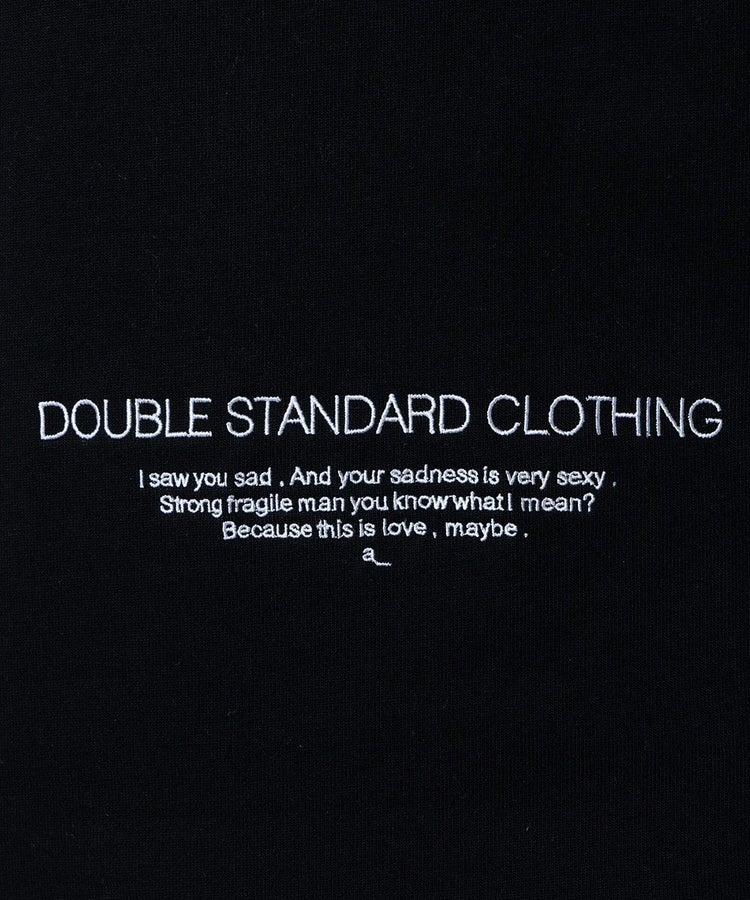 DOUBLE STANDARD CLOTHING
I saw you sad . And your sadness is very sexy .
Strong fragile man you know what I mean?
Because this is love , maybe .
a_